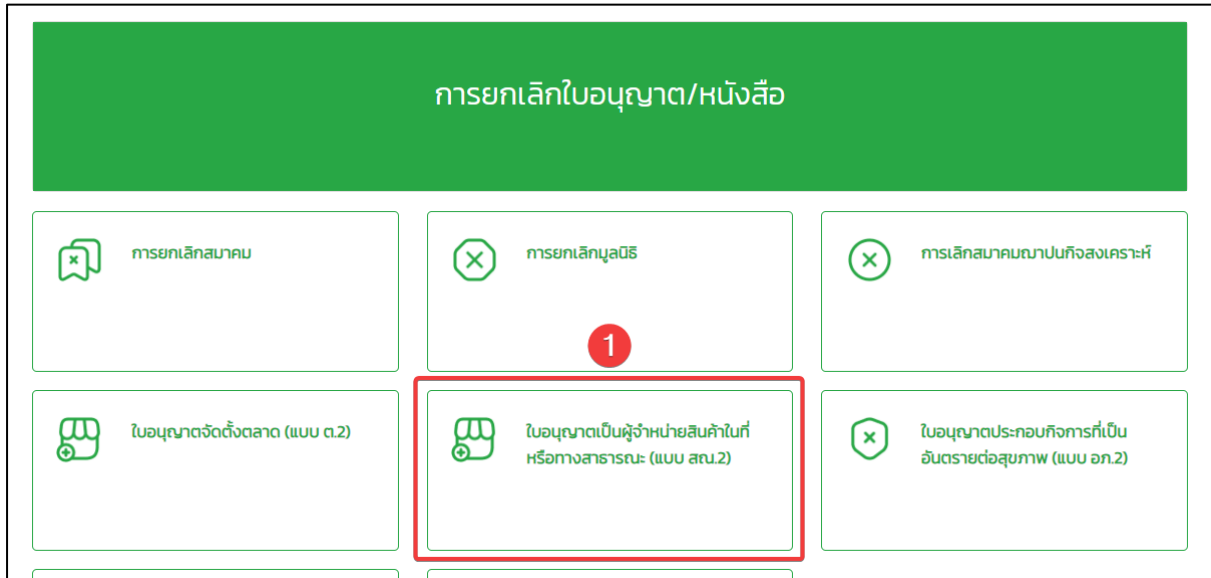 การยกเลิกใบอนุญาต/หนังสือ
การยกเลิกสมาคม
การยกเลิกมูลนิธิ
การเลิกสมาคมฌาปนกิจสงเคราะห์
1
ใบอนุญาตจัดตั้งตลาด (แบบ ต.2)
ใบอนุญาตเป็นผู้จำหน่ายสินค้าในที่
หรือทางสาธารณะ (แบบ สณ.2)
ใบอนุญาตประกอบกิจการที่เป็น
อันตรายต่อสุขภาพ (แบบ อภ.2)